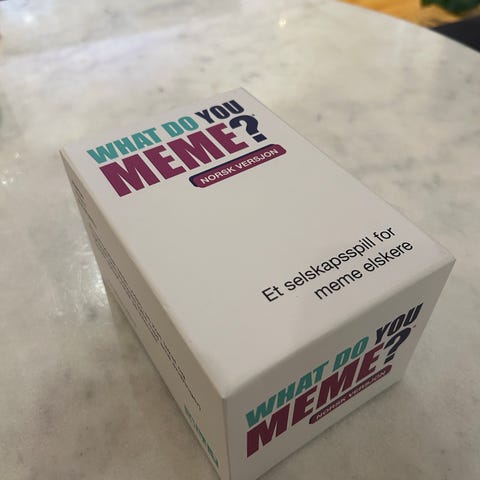 WHAT DO YOU
MEME?
NORSK VERSJON
Et selskapsspill for
meme elskere
WHAT DO YOU
MEME?
NORSK VERSJON